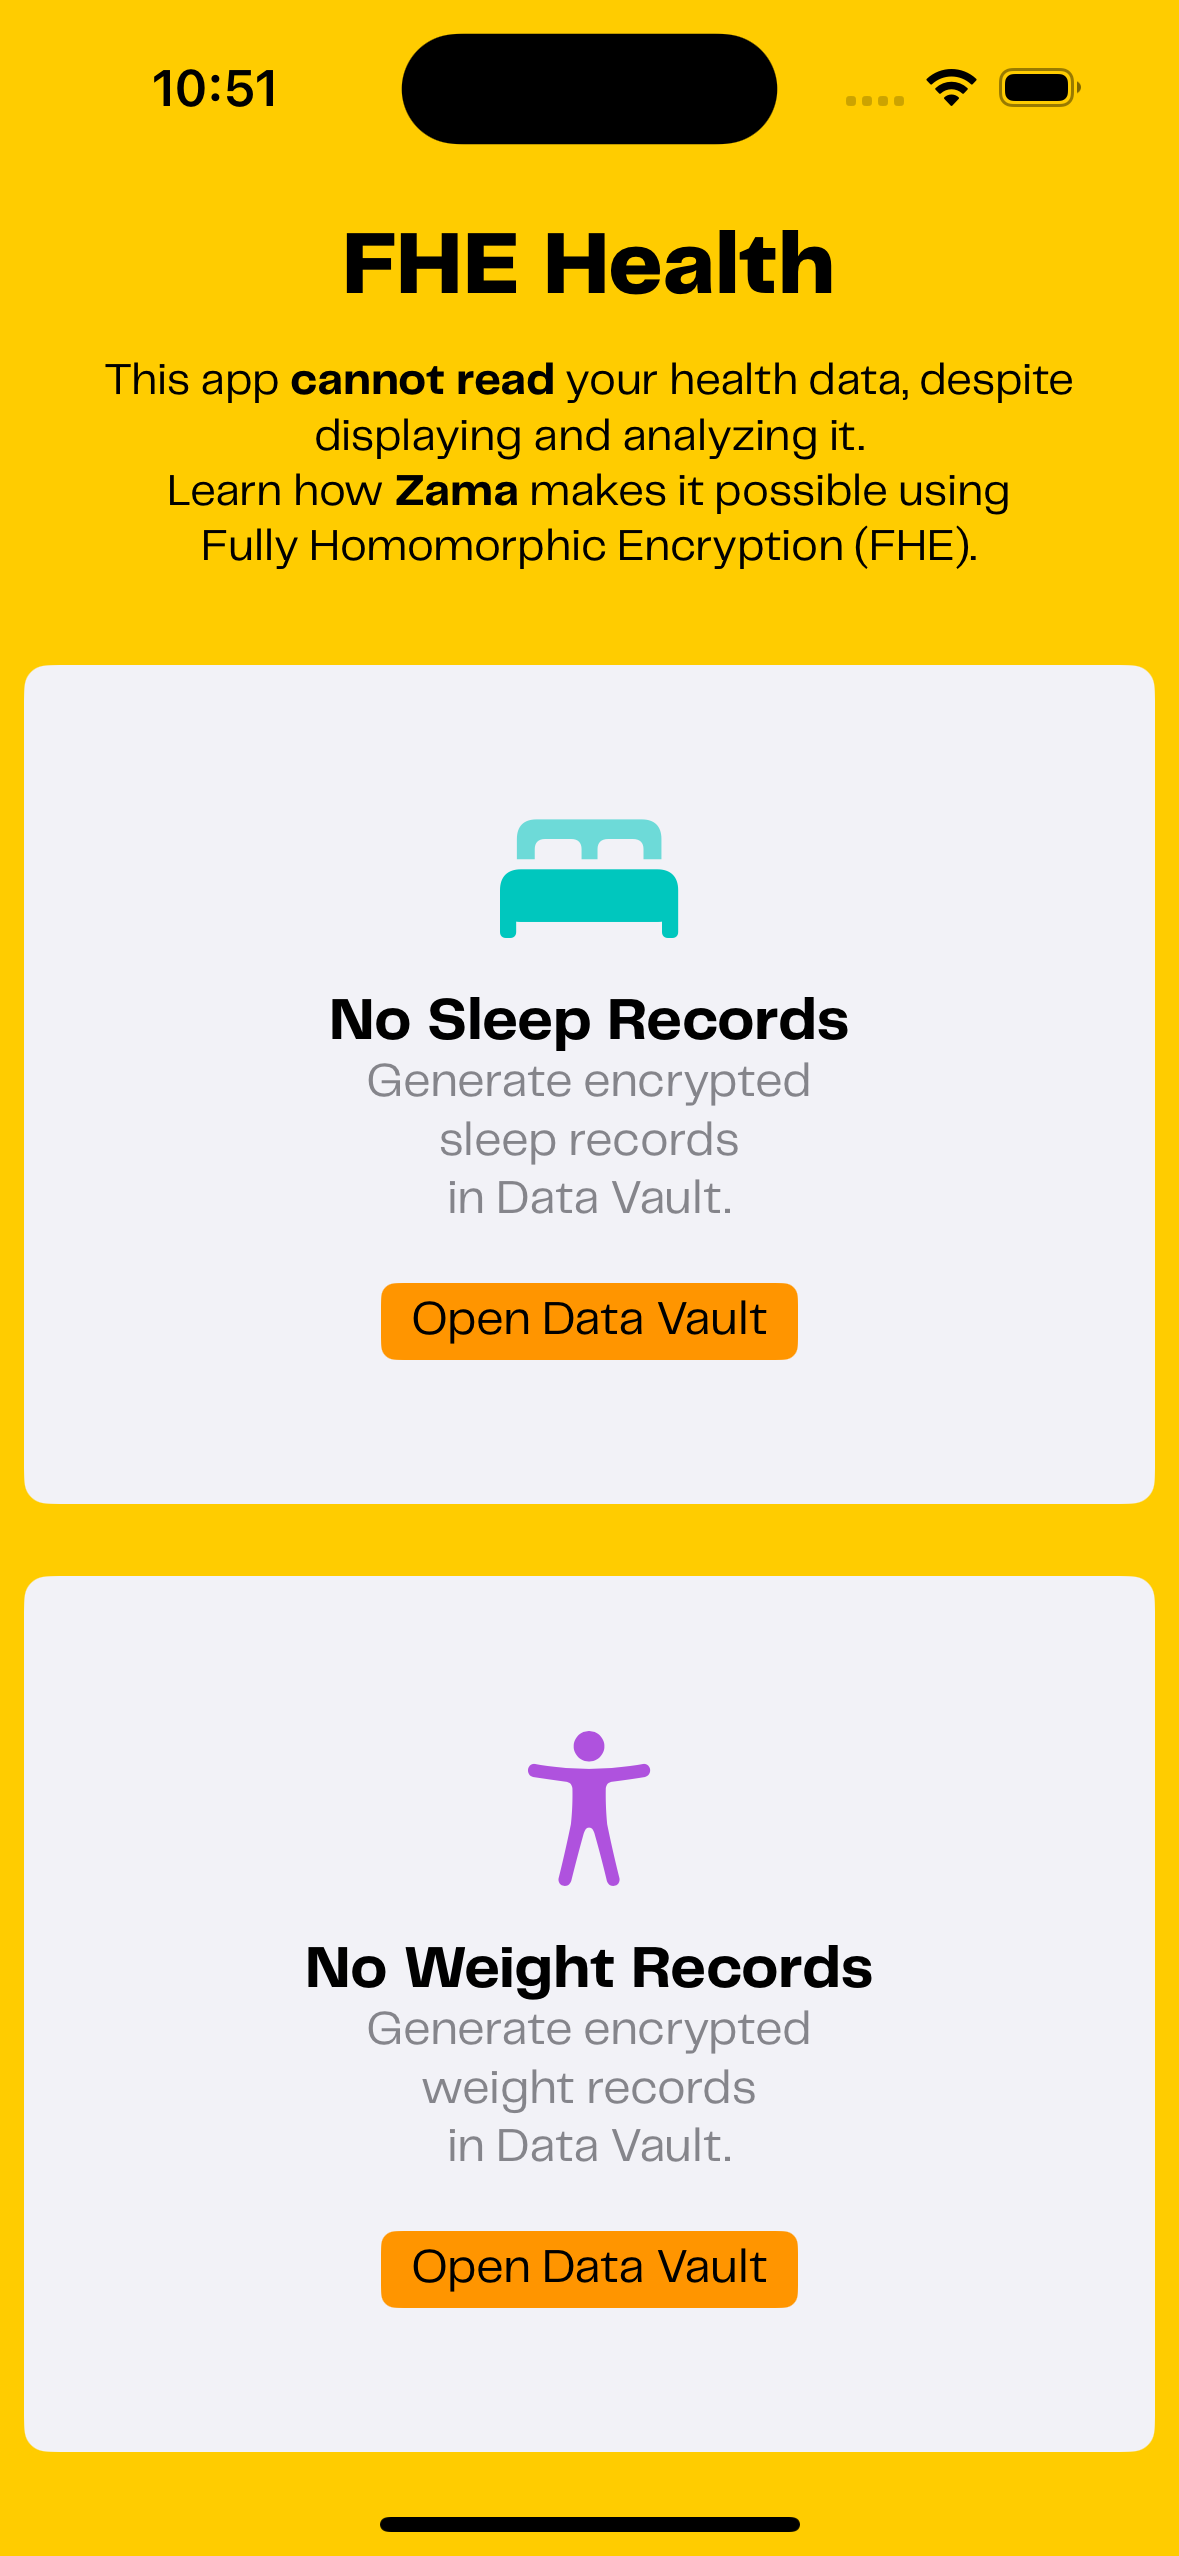 10:51
FHE Health
This app cannot read your health data, despite
displaying and analyzing it.
Learn how Zama makes it possible using
Fully Homomorphic Encryption (FHE).
No Sleep Records
Generate encrypted
sleep records
in Data Vault.
Open Data Vault
No Weight Records
Generate encrypted
weight records
in Data Vault.
Open Data Vault